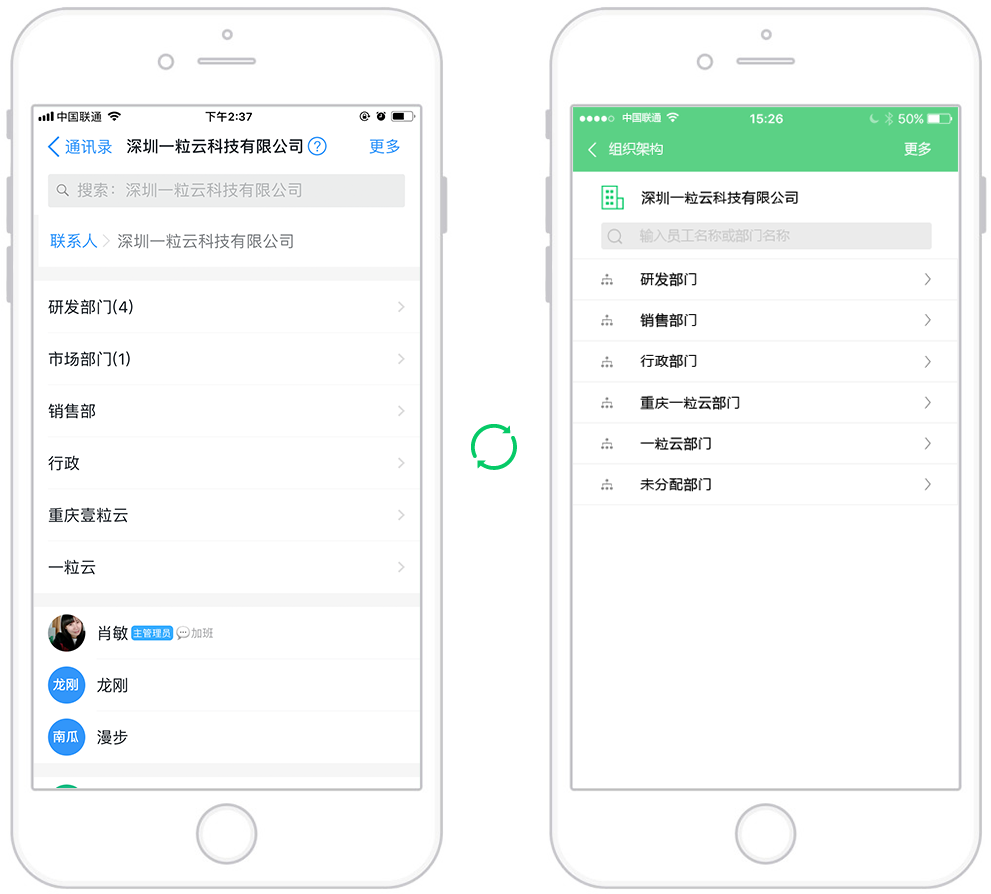 中国联通 下午2:37
通讯录 深圳一粒云科技有限公司 ? 更多
搜索：深圳一粒云科技有限公司
联系人 深圳一粒云科技有限公司
研发部门(4)
市场部门(1)
销售部
行政
重庆壹粒云
一粒云
肖敏 主管理员 加班
龙刚 龙刚
南瓜 漫步
中国联通 15:26 50%
组织架构 更多
深圳一粒云科技有限公司
输入员工名称或部门名称
研发部门
销售部门
行政部门
重庆一粒云部门
一粒云部门
未分配部门